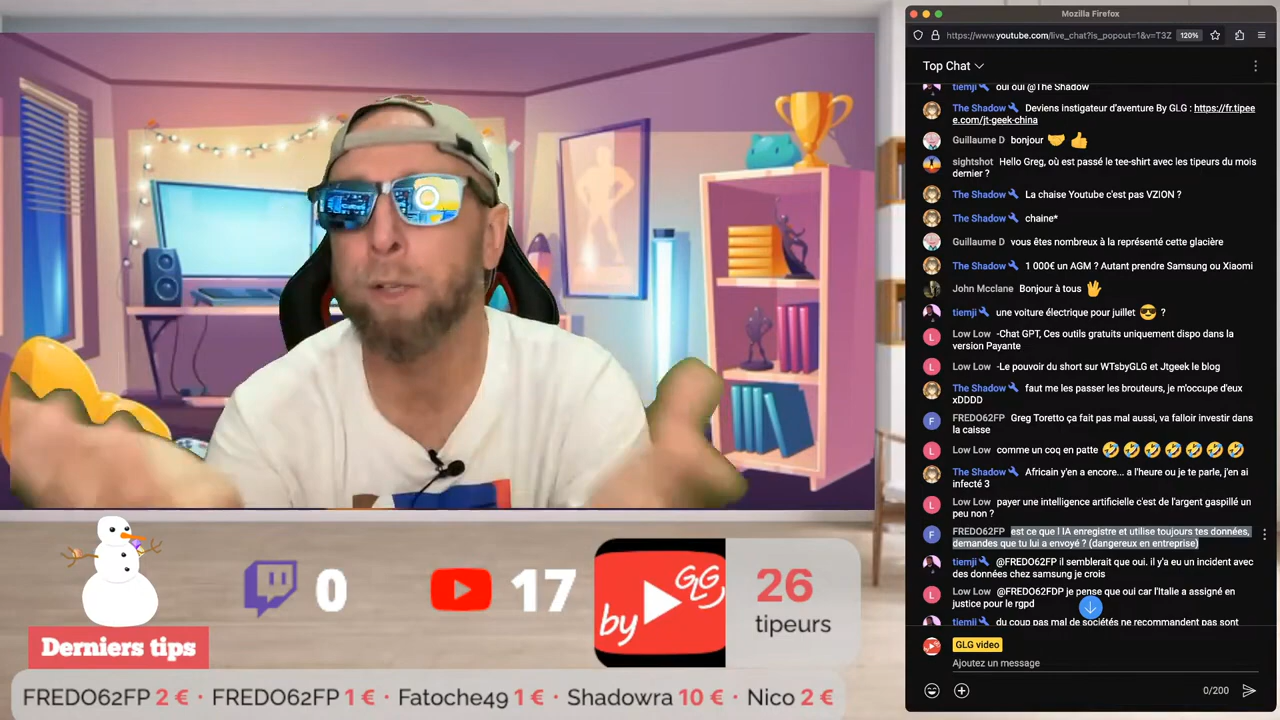 Mozilla Firefox
https://www.youtube.com/live_chat?is_popout=1&v=T3Z
120%
Top Chat
tiemji oui oui @The Shadow
The Shadow Deviens instigateur d'aventure By GLG : https://fr.tipee
e.com/jt-geek-china
Guillaume D bonjour 🤝 👍
sightshot Hello Greg, où est passé le tee-shirt avec les tipeurs du mois
dernier ?
The Shadow La chaise Youtube c'est pas VZION ?
The Shadow chaine*
Guillaume D vous êtes nombreux à la représenté cette glacière
The Shadow 1 000€ un AGM ? Autant prendre Samsung ou Xiaomi
John Mcclane Bonjour à tous 🖖
tiemji une voiture électrique pour juillet 😎 ?
Low Low -Chat GPT, Ces outils gratuits uniquement dispo dans la
version Payante
Low Low -Le pouvoir du short sur WTsbyGLG et Jtgeek le blog
The Shadow faut me les passer les brouteurs, je m'occupe d'eux
xDDDD
FREDO62FP Greg Toretto ça fait pas mal aussi, va falloir investir dans
la caisse
Low Low comme un coq en patte 🤣 🤣 🤣 🤣 🤣 🤣 🤣
The Shadow Africain y'en a encore... a l'heure ou je te parle, j'en ai
infecté 3
Low Low payer une intelligence artificielle c'est de l'argent gaspillé un
peu non ?
FREDO62FP est ce que l IA enregistre et utilise toujours tes données,
demandes que tu lui a envoyé ? (dangereux en entreprise)
tiemji @FREDO62FP il semblerait que oui. il y'a eu un incident avec
des données chez samsung je crois
Low Low @FREDO62FDP je pense que oui car l'Italie a assigné en
justice pour le rgpd
tiemji du coup pas mal de sociétés ne recommandent pas sont
GLG video
Ajoutez un message
0/200
0
17
by GLG
26
tipeurs
Derniers tips
FREDO62FP 2 € · FREDO62FP 1 € · Fatoche49 1 € · Shadowra 10 € · Nico 2 €